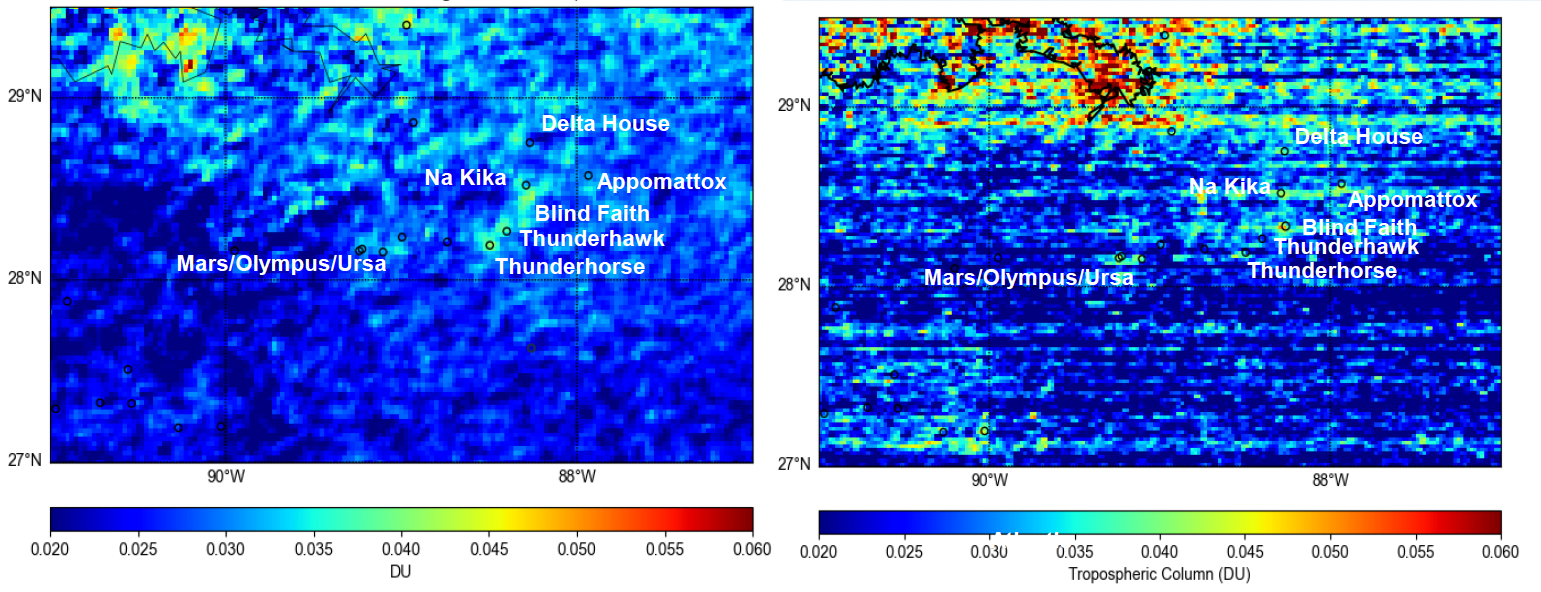 Delta House
Na Kika
Appomattox
Blind Faith
Thunderhawk
Mars/Olympus/Ursa
Thunderhorse
29°N
28°N
27°N
90°W
88°W
0.020 0.025 0.030 0.035 0.040 0.045 0.050 0.055 0.060
DU
Delta House
Na Kika
Appomattox
Blind Faith
Thunderhawk
Mars/Olympus/Ursa
Thunderhorse
29°N
28°N
27°N
90°W
88°W
0.020 0.025 0.030 0.035 0.040 0.045 0.050 0.055 0.060
Tropospheric Column (DU)